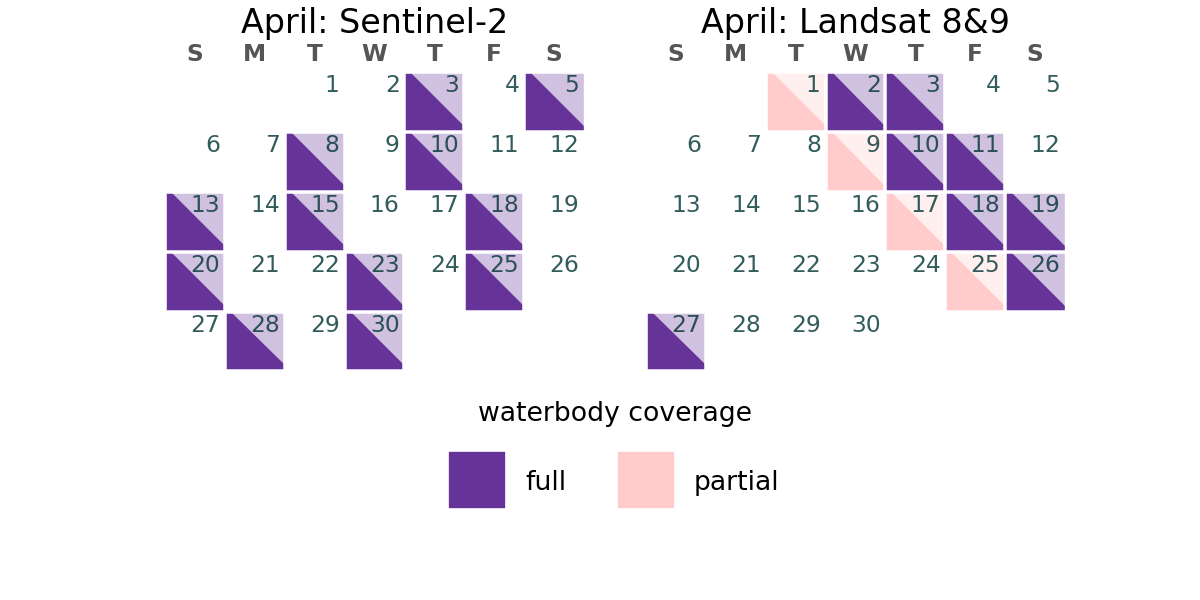 April: Sentinel-2
S M T W T F S
1 2 3 4 5
6 7 8 9 10 11 12
13 14 15 16 17 18 19
20 21 22 23 24 25 26
27 28 29 30
April: Landsat 8&9
S M T W T F S
1 2 3 4 5
6 7 8 9 10 11 12
13 14 15 16 17 18 19
20 21 22 23 24 25 26
27 28 29 30
waterbody coverage
full partial